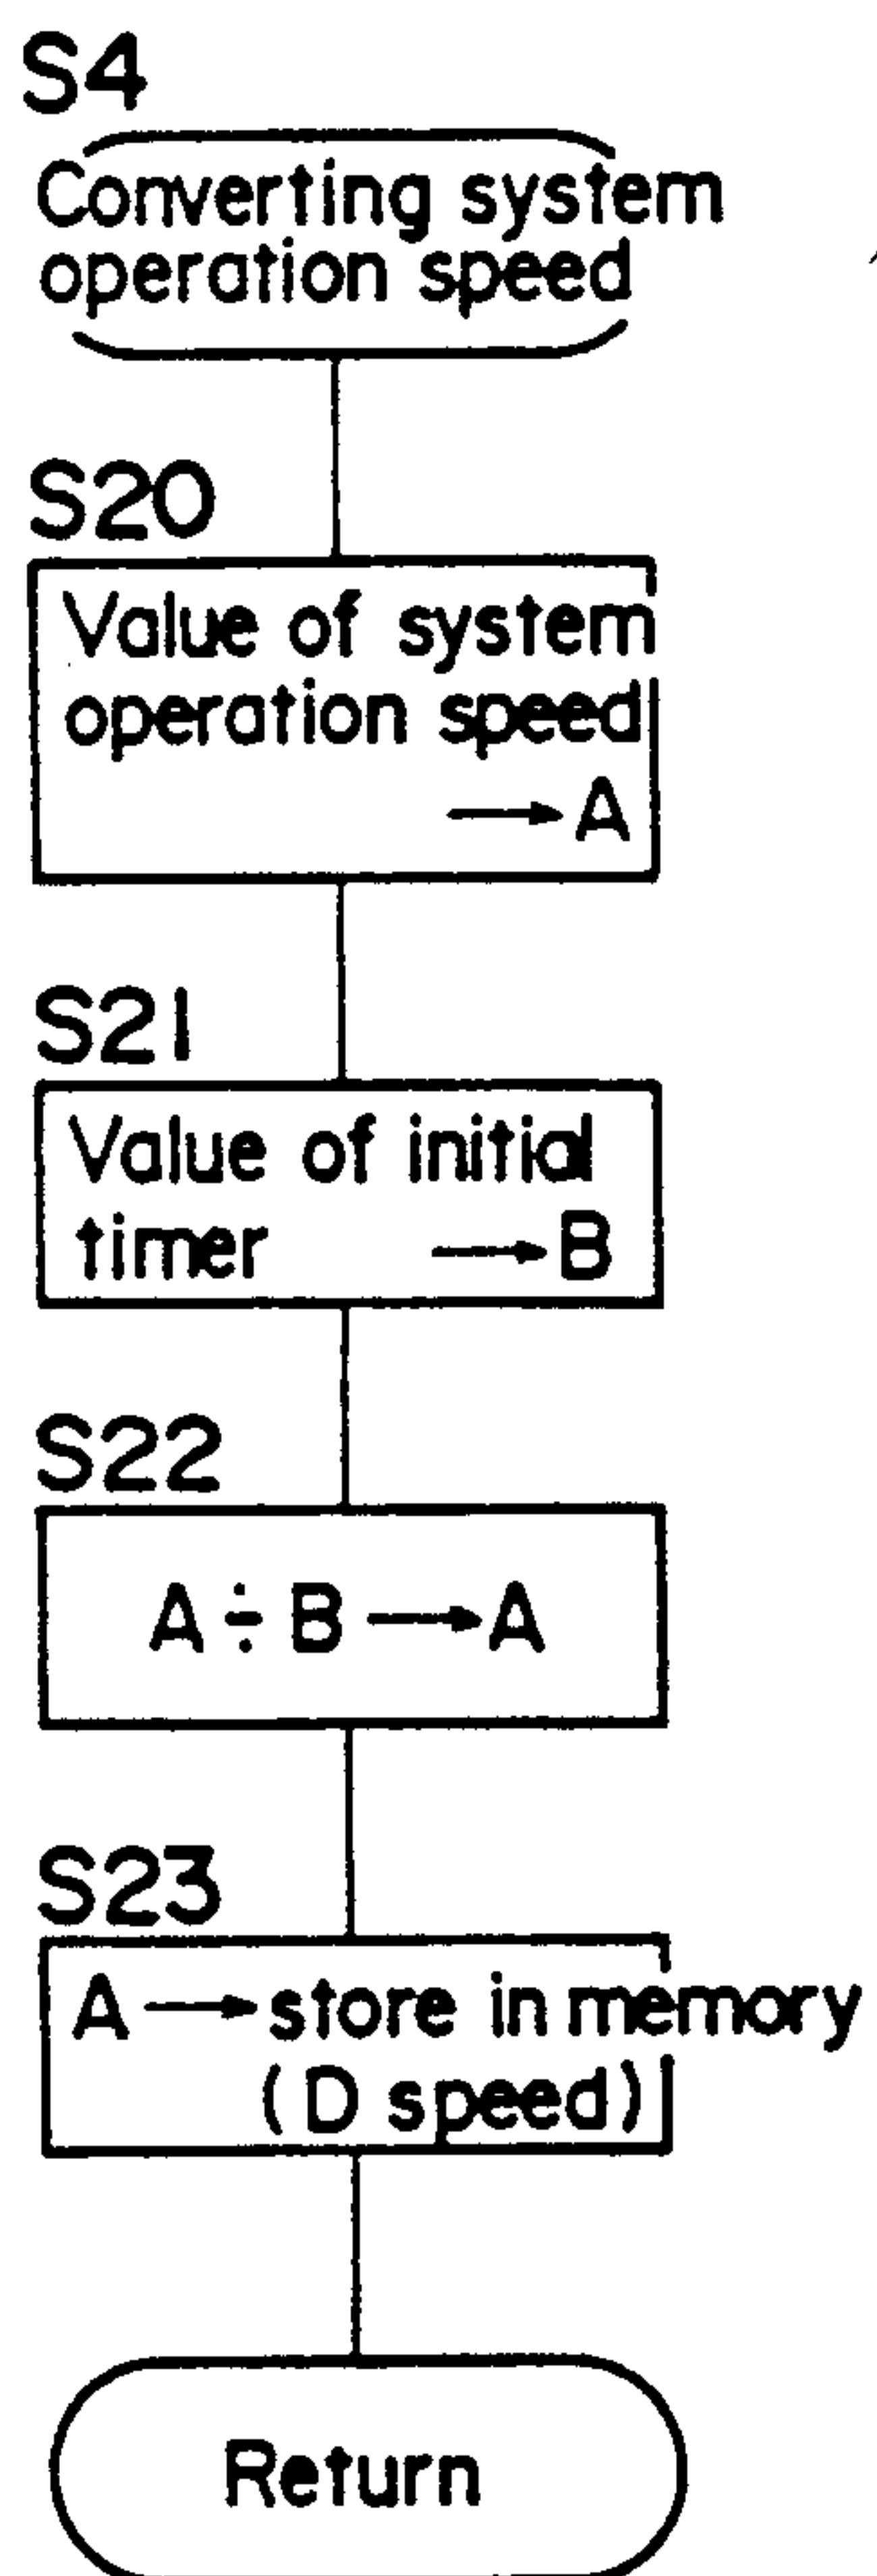 S4
Converting system
operation speed
S20
Value of system
operation speed
→ A
S21
Value of initial
timer → B
S22
A ÷ B → A
S23
A → store in memory
(D speed)
Return